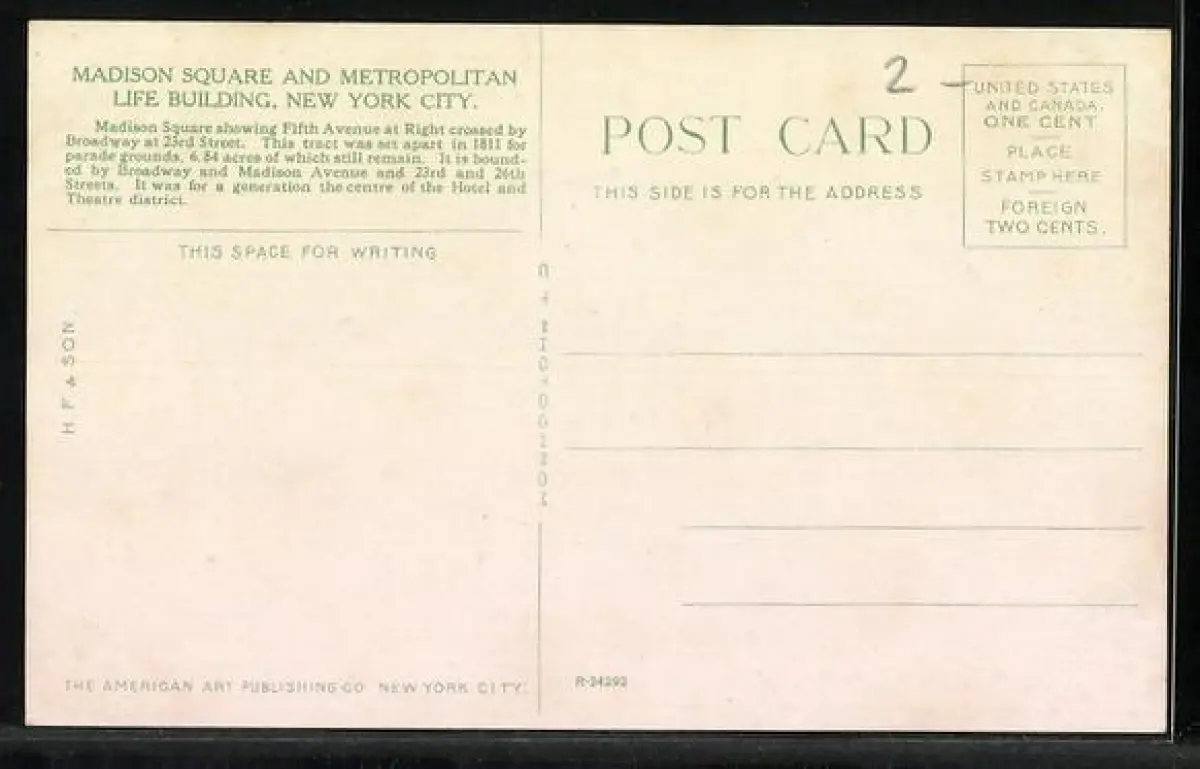 MADISON SQUARE AND METROPOLITAN
LIFE BUILDING, NEW YORK CITY.
Madison Square showing Fifth Avenue at Right crossed by
Broadway at 23rd Street. This tract was set apart in 1811 for
parade grounds, 6.84 acres of which still remain. It is bound-
ed by Broadway and Madison Avenue and 23rd and 26th
Streets. It was for a generation the centre of the Hotel and
Theatre district.
THIS SPACE FOR WRITING
H. F. & SON.
THE AMERICAN ART PUBLISHING CO NEW YORK CITY.
2 -
POST CARD
THIS SIDE IS FOR THE ADDRESS
UNITED STATES
AND CANADA.
ONE CENT
PLACE
STAMP HERE
FOREIGN
TWO CENTS.
R-34293